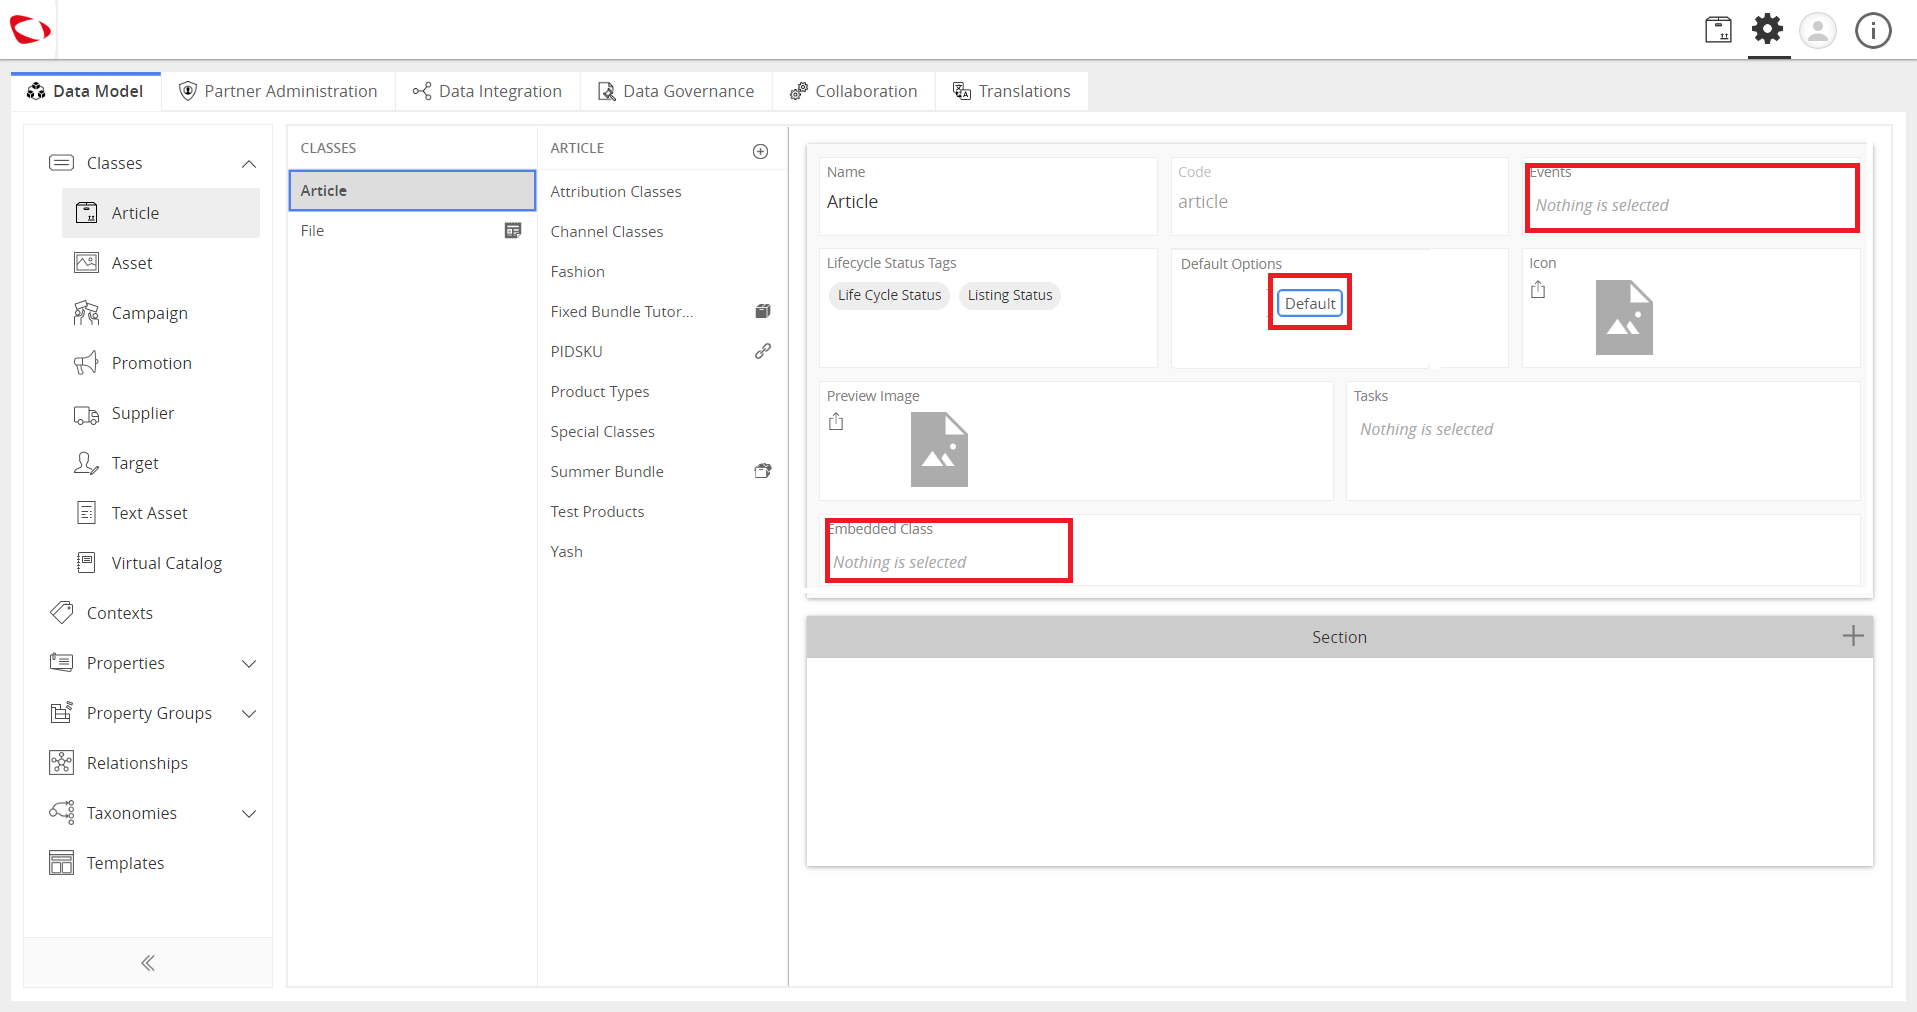 Data Model
Partner Administration
Data Integration
Data Governance
Collaboration
Translations
Classes
Article
Asset
Campaign
Promotion
Supplier
Target
Text Asset
Virtual Catalog
Contexts
Properties
Property Groups
Relationships
Taxonomies
Templates
CLASSES
Article
File
ARTICLE
Attribution Classes
Channel Classes
Fashion
Fixed Bundle Tutor...
PIDSKU
Product Types
Special Classes
Summer Bundle
Test Products
Yash
Name
Article
Code
article
Events
Nothing is selected
Lifecycle Status Tags
Life Cycle Status
Listing Status
Default Options
Default
Icon
Preview Image
Tasks
Nothing is selected
Embedded Class
Nothing is selected
Section